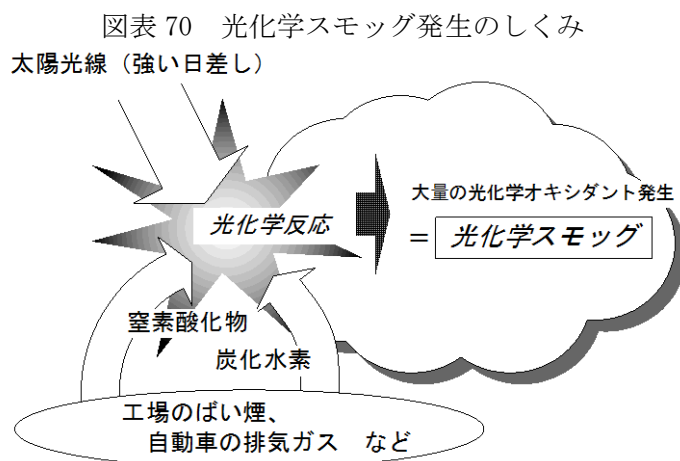 図表 70　光化学スモッグ発生のしくみ
太陽光線（強い日差し）
大量の光化学オキシダント発生
光化学反応
＝ 光化学スモッグ
窒素酸化物
炭化水素
工場のばい煙、
自動車の排気ガス　など